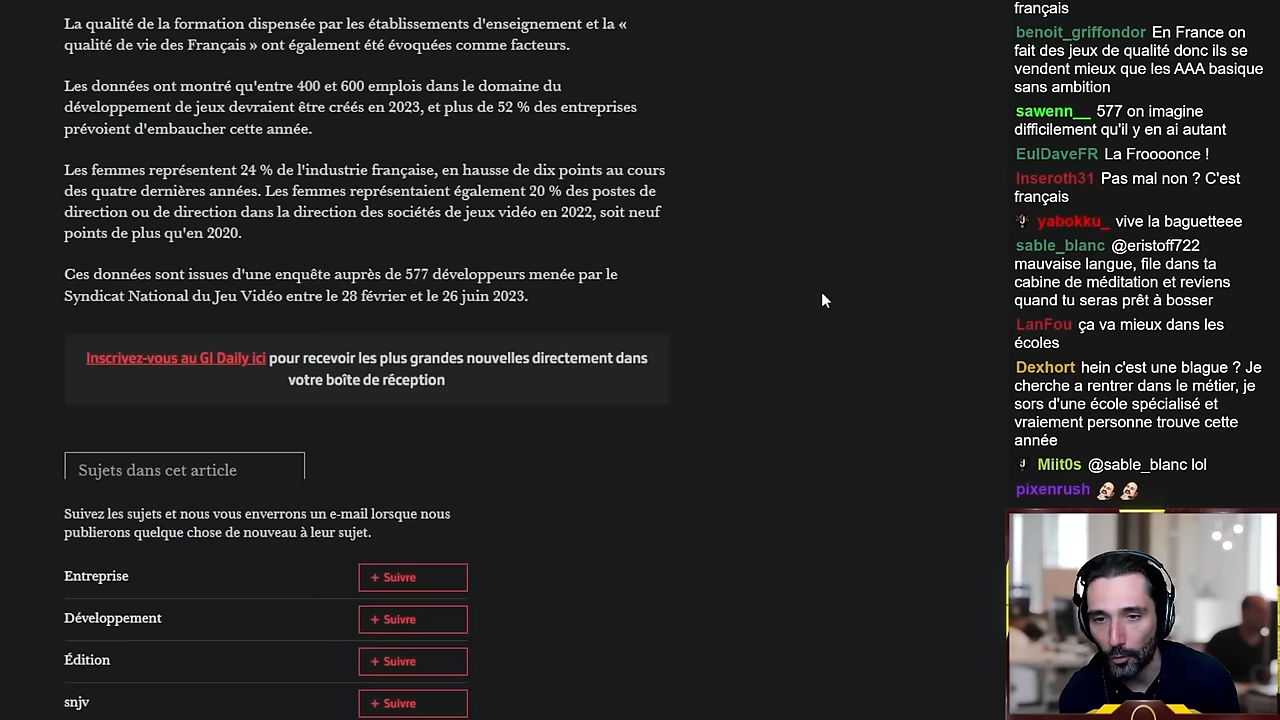 La qualité de la formation dispensée par les établissements d'enseignement et la «
qualité de vie des Français » ont également été évoquées comme facteurs.
Les données ont montré qu'entre 400 et 600 emplois dans le domaine du
développement de jeux devraient être créés en 2023, et plus de 52 % des entreprises
prévoient d'embaucher cette année.
Les femmes représentent 24 % de l'industrie française, en hausse de dix points au cours
des quatre dernières années. Les femmes représentaient également 20 % des postes de
direction ou de direction dans la direction des sociétés de jeux vidéo en 2022, soit neuf
points de plus qu'en 2020.
Ces données sont issues d'une enquête auprès de 577 développeurs menée par le
Syndicat National du Jeu Vidéo entre le 28 février et le 26 juin 2023.
Inscrivez-vous au GI Daily ici pour recevoir les plus grandes nouvelles directement dans
votre boîte de réception
Sujets dans cet article
Suivez les sujets et nous vous enverrons un e-mail lorsque nous
publierons quelque chose de nouveau à leur sujet.
Entreprise
+ Suivre
Développement
+ Suivre
Édition
+ Suivre
snjv
+ Suivre
français
benoit_griffondor En France on
fait des jeux de qualité donc ils se
vendent mieux que les AAA basique
sans ambition
sawenn__ 577 on imagine
difficilement qu'il y en ai autant
EulDaveFR La Froooonce !
Inseroth31 Pas mal non ? C'est
français
yabokku_ vive la baguetteee
sable_blanc @eristoff722
mauvaise langue, file dans ta
cabine de méditation et reviens
quand tu seras prêt à bosser
LanFou ça va mieux dans les
écoles
Dexhort hein c'est une blague ? Je
cherche a rentrer dans le métier, je
sors d'une école spécialisé et
vraiment personne trouve cette
année
Miit0s @sable_blanc lol
pixenrush